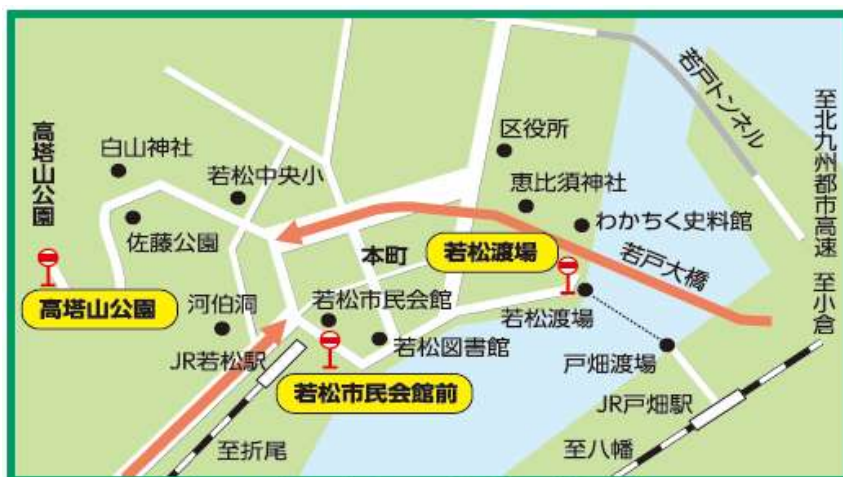 若戸トンネル
至北九州都市高速
至小倉
高塔山公園
白山神社
若松中央小
区役所
恵比須神社
わかちく史料館
佐藤公園
本町
若松渡場
若戸大橋
高塔山公園
河伯洞
若松市民会館
若松渡場
若松図書館
戸畑渡場
JR若松駅
若松市民会館前
JR戸畑駅
至折尾
至八幡